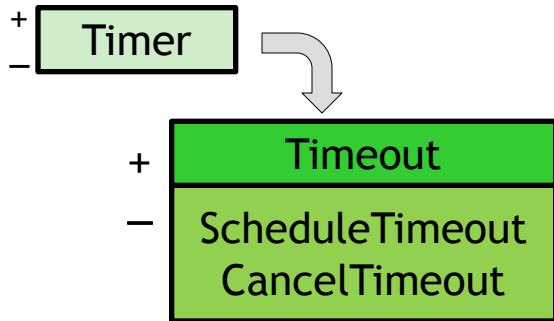 +
Timer
–
+
Timeout
–
ScheduleTimeout
CancelTimeout